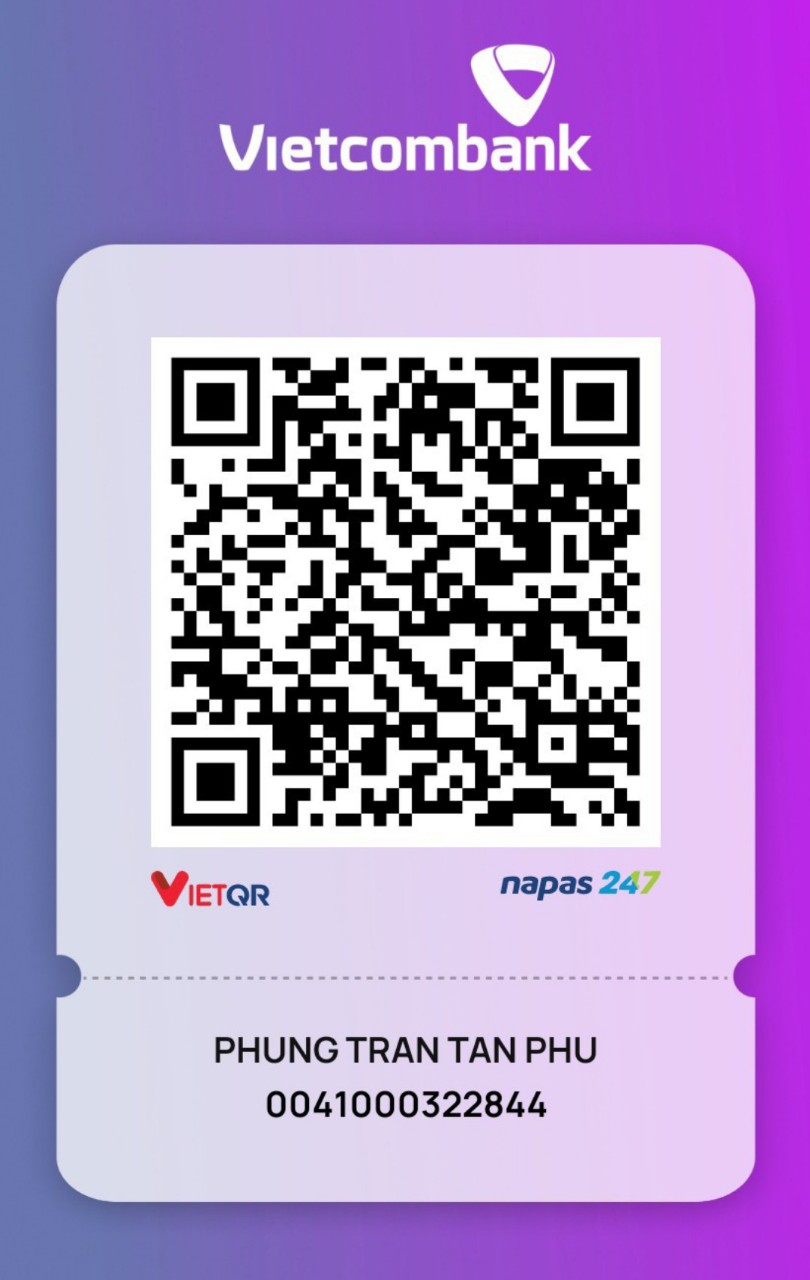 Vietcombank
VIETQR
napas 247
PHUNG TRAN TAN PHU
0041000322844